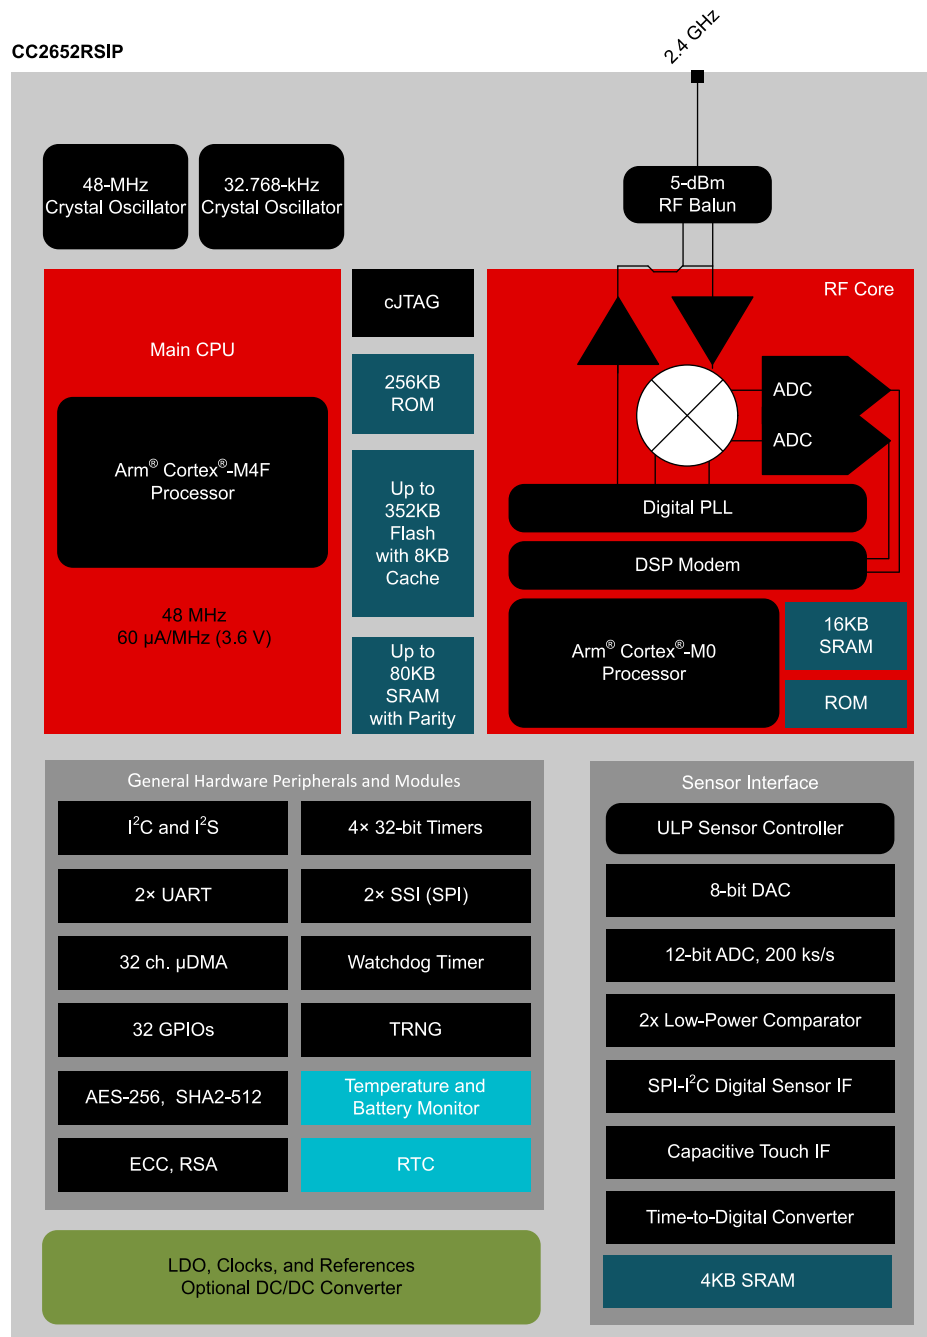 CC2652RSIP
2.4 GHz
48-MHz
Crystal Oscillator
32.768-kHz
Crystal Oscillator
5-dBm
RF Balun
Main CPU
Arm® Cortex®-M4F
Processor
48 MHz
60 µA/MHz (3.6 V)
cJTAG
256KB
ROM
Up to
352KB
Flash
with 8KB
Cache
Up to
80KB
SRAM
with Parity
RF Core
ADC
ADC
Digital PLL
DSP Modem
Arm® Cortex®-M0
Processor
16KB
SRAM
ROM
General Hardware Peripherals and Modules
I²C and I²S
4× 32-bit Timers
2× UART
2× SSI (SPI)
32 ch. µDMA
Watchdog Timer
32 GPIOs
TRNG
AES-256, SHA2-512
Temperature and
Battery Monitor
ECC, RSA
RTC
LDO, Clocks, and References
Optional DC/DC Converter
Sensor Interface
ULP Sensor Controller
8-bit DAC
12-bit ADC, 200 ks/s
2x Low-Power Comparator
SPI-I²C Digital Sensor IF
Capacitive Touch IF
Time-to-Digital Converter
4KB SRAM